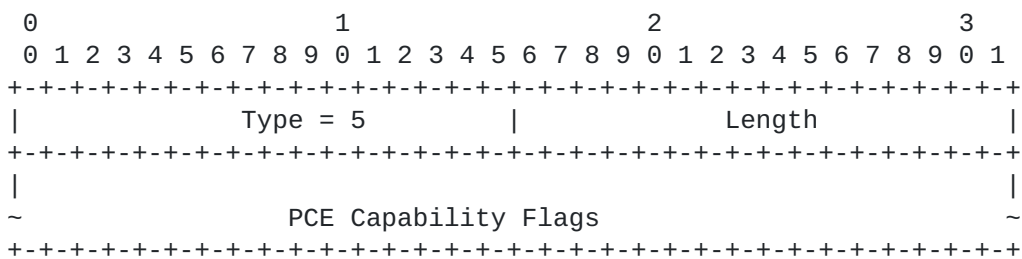 0                   1                   2                   3
 0 1 2 3 4 5 6 7 8 9 0 1 2 3 4 5 6 7 8 9 0 1 2 3 4 5 6 7 8 9 0 1
+-+-+-+-+-+-+-+-+-+-+-+-+-+-+-+-+-+-+-+-+-+-+-+-+-+-+-+-+-+-+-+-+
|              Type = 5         |             Length            |
+-+-+-+-+-+-+-+-+-+-+-+-+-+-+-+-+-+-+-+-+-+-+-+-+-+-+-+-+-+-+-+-+
|                                                               |
~                 PCE Capability Flags                          ~
+-+-+-+-+-+-+-+-+-+-+-+-+-+-+-+-+-+-+-+-+-+-+-+-+-+-+-+-+-+-+-+-+